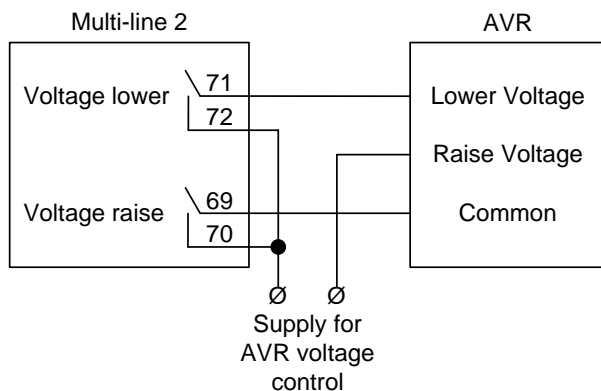 Multi-line 2
AVR
Voltage lower
71
72
Lower Voltage
Raise Voltage
Voltage raise
69
70
Common
Supply for
AVR voltage
control